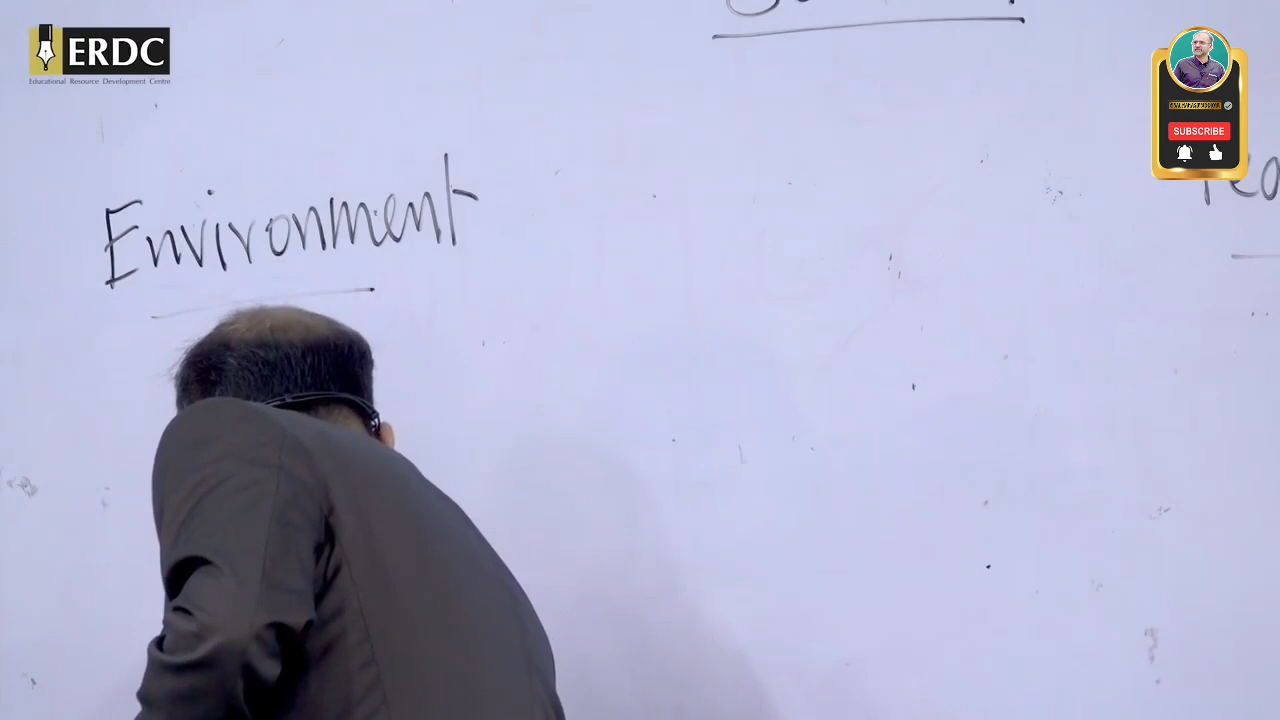 ERDC
Educational Resource Development Centre
SUBSCRIBE
Environment